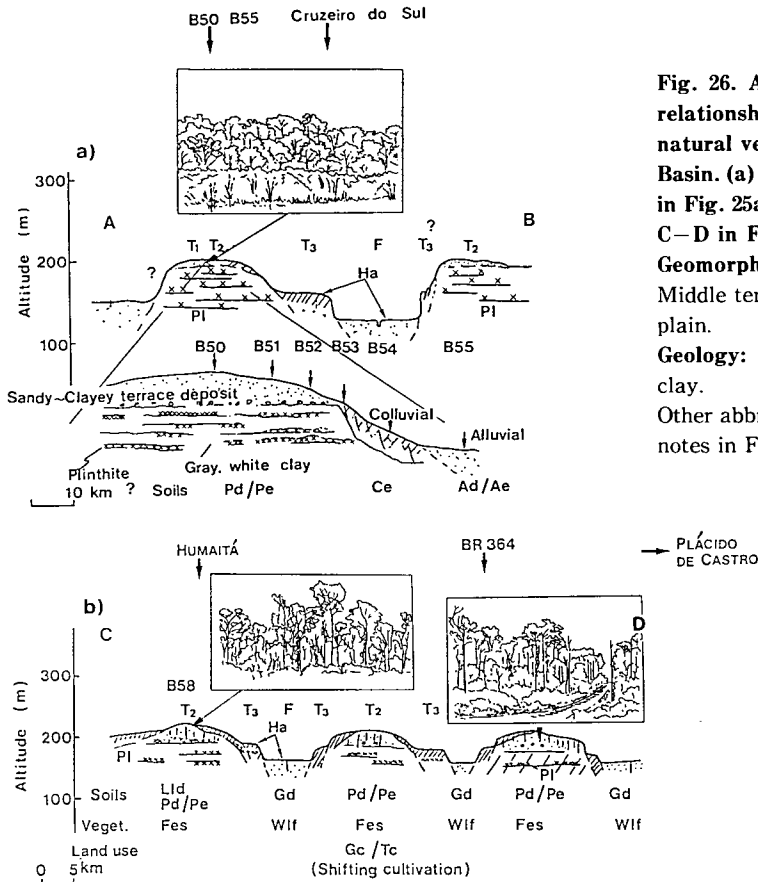 B50 B55
Cruzeiro do Sul
a)
300
200
100
Altitude (m)
A
?
T1 T2
T3
F
?
T3
T2
B
Ha
Pl
Pl
B50
B51
B52
B53
B54
B55
Sandy~Clayey terrace deposit
Colluvial
Alluvial
Gray, white clay
Plinthite
10 km
?
Soils
Pd/Pe
Ce
Ad/Ae
HUMAITÁ
BR 364
PLÁCIDO
DE CASTRO
b)
C
D
300
200
100
Altitude (m)
B58
T2
T3
F
T3
T2
T3
Ha
Pl
Pl
Soils
Lld
Pd/Pe
Gd
Pd/Pe
Gd
Pd/Pe
Gd
Veget.
Fes
Wlf
Fes
Wlf
Fes
Wlf
Land use
Gc/Tc
(Shifting cultivation)
0 5 km
Fig. 26. A
relationsh
natural ve
Basin. (a)
in Fig. 25a
C–D in F
Geomorph
Middle ter
plain.
Geology:
clay.
Other abb
notes in F